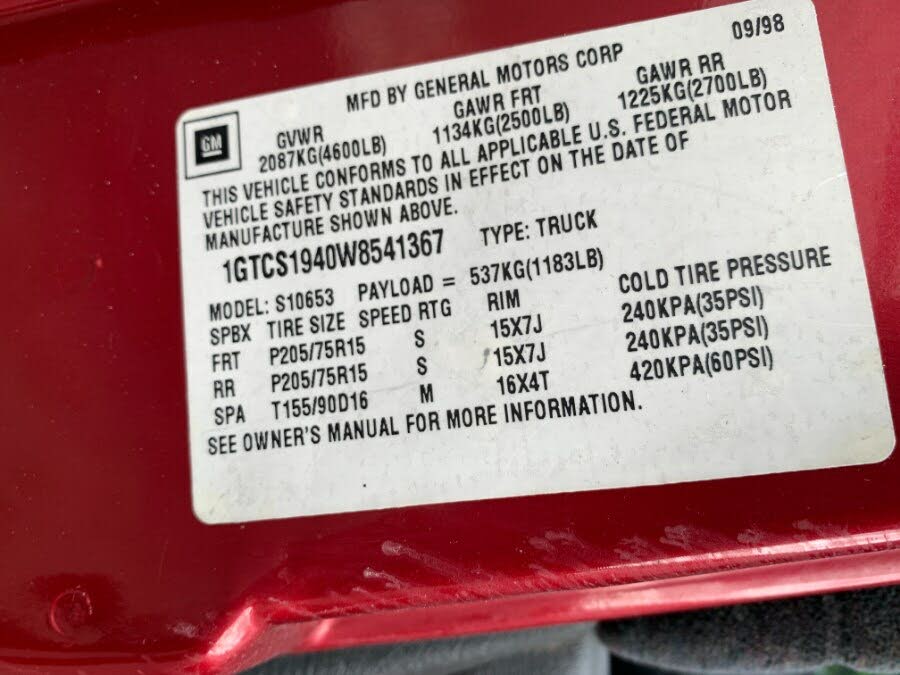 09/98
MFD BY GENERAL MOTORS CORP
GM
GVWR GAWR FRT GAWR RR
2087KG(4600LB) 1134KG(2500LB) 1225KG(2700LB)
THIS VEHICLE CONFORMS TO ALL APPLICABLE U.S. FEDERAL MOTOR
VEHICLE SAFETY STANDARDS IN EFFECT ON THE DATE OF
MANUFACTURE SHOWN ABOVE.
1GTCS1940W8541367 TYPE: TRUCK
MODEL: S10653 PAYLOAD = 537KG(1183LB)
SPBX TIRE SIZE SPEED RTG RIM COLD TIRE PRESSURE
FRT P205/75R15 S 15X7J 240KPA(35PSI)
RR P205/75R15 S 15X7J 240KPA(35PSI)
SPA T155/90D16 M 16X4T 420KPA(60PSI)
SEE OWNER'S MANUAL FOR MORE INFORMATION.